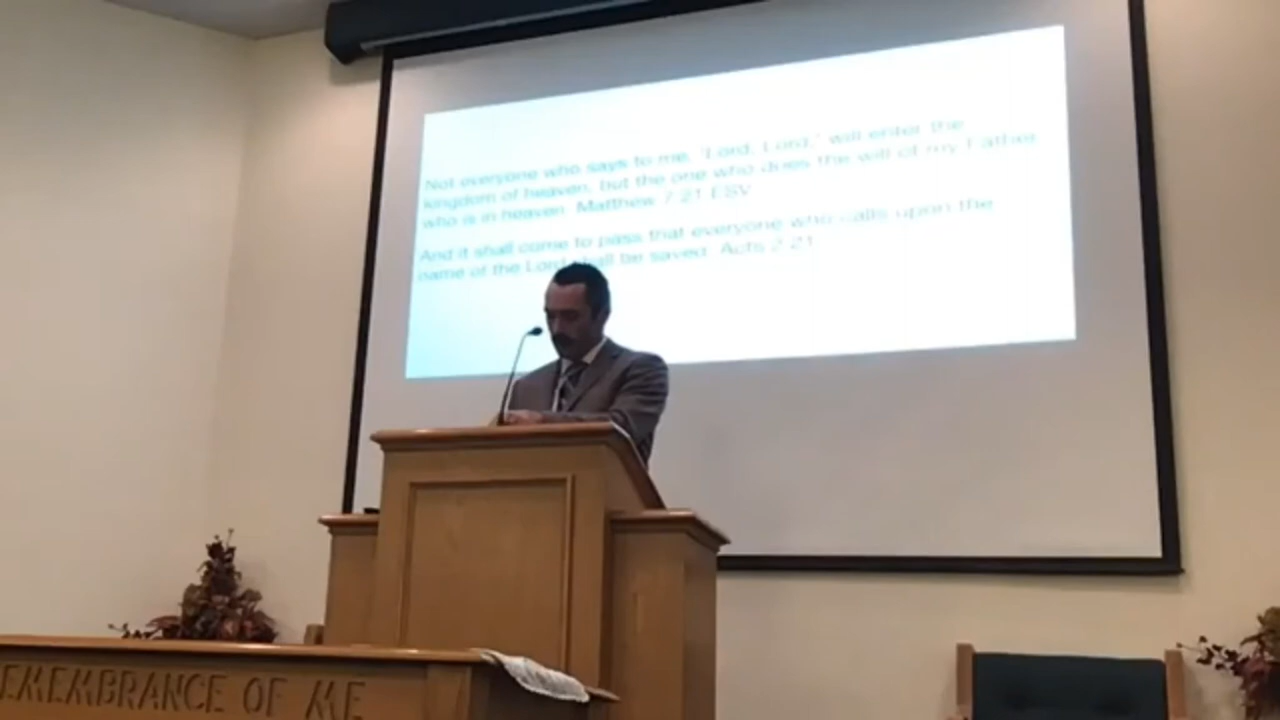 Not everyone who says to me, 'Lord, Lord,' will enter the
kingdom of heaven, but the one who does the will of my Father
who is in heaven. Matthew 7:21 ESV
And it shall come to pass that everyone who calls upon the
name of the Lord shall be saved. Acts 2:21
EMEMBRANCE OF ME